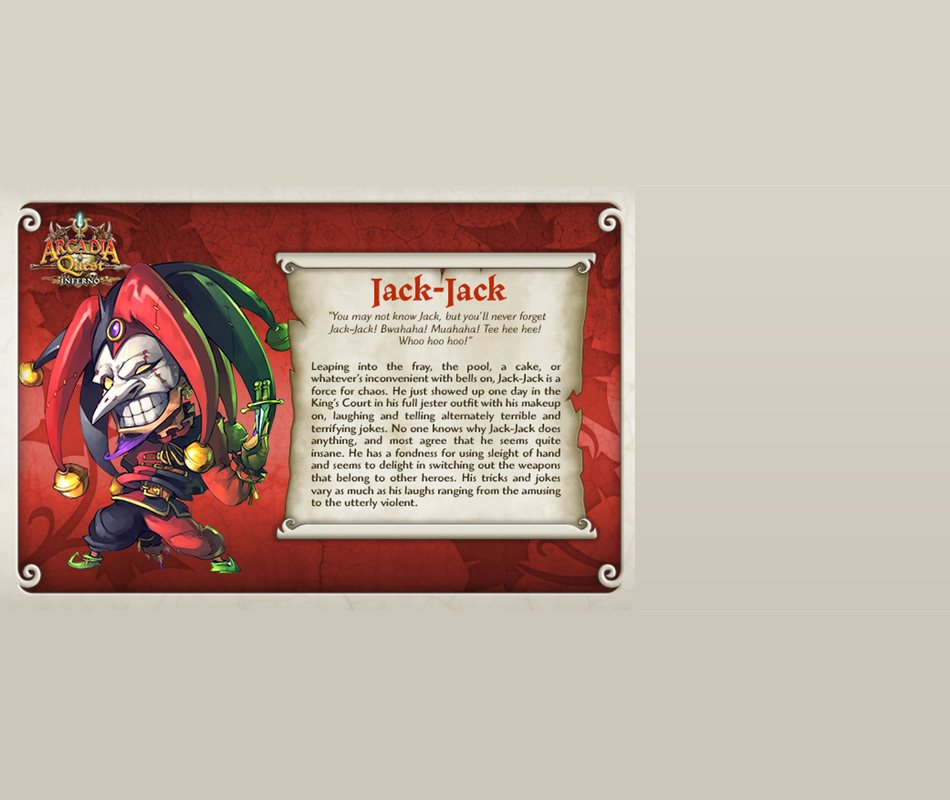 ARCADIA
Quest
INFERNO
Jack-Jack
"You may not know Jack, but you'll never forget
Jack-Jack! Bwahaha! Muahaha! Tee hee hee!
Whoo hoo hoo!"
Leaping into the fray, the pool, a cake, or
whatever's inconvenient with bells on, Jack-Jack is a
force for chaos. He just showed up one day in the
King's Court in his full jester outfit with his makeup
on, laughing and telling alternately terrible and
terrifying jokes. No one knows why Jack-Jack does
anything, and most agree that he seems quite
insane. He has a fondness for using sleight of hand
and seems to delight in switching out the weapons
that belong to other heroes. His tricks and jokes
vary as much as his laughs ranging from the amusing
to the utterly violent.